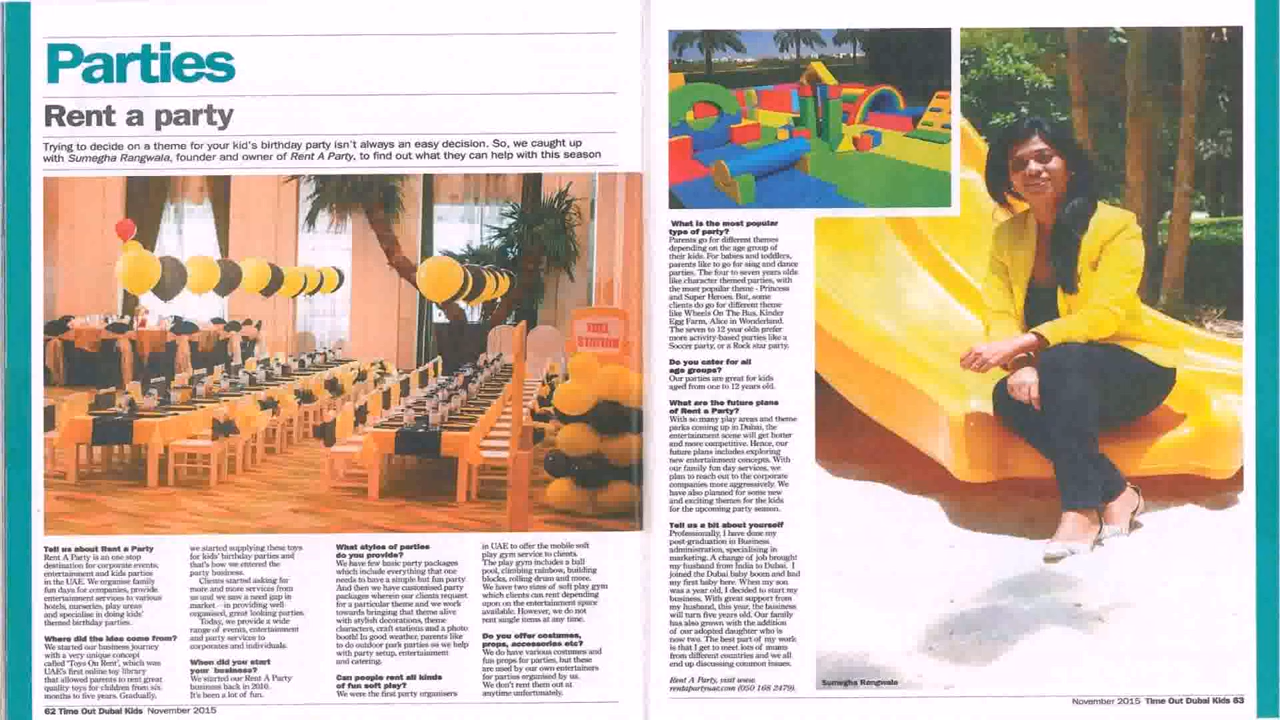 Parties
Rent a party
Trying to decide on a theme for your kid's birthday party isn't always an easy decision. So, we caught up
with Sumegha Rangwala, founder and owner of Rent A Party, to find out what they can help with this season
Tell us about Rent a Party
Rent A Party is an one stop
destination for corporate events,
entertainment and kids parties
in the UAE. We organise family
fun days for companies, provide
entertainment services to various
hotels, nurseries, play areas
and specialise in doing kids'
themed birthday parties.
Where did the idea come from?
We started our business journey
with a very unique concept
called 'Toys On Rent', which was
UAE's first online toy library
that allowed parents to rent great
quality toys for children from six
months to five years. Gradually,
we started supplying these toys
for kids' birthday parties and
that's how we entered the
party business.
Clients started asking for
more and more services from
us and we saw a need gap in
market – in providing well
organised, great looking parties.
Today, we provide a wide
range of events, entertainment
and party services to
corporates and individuals.
When did you start
your business?
We started our Rent A Party
business back in 2010.
It's been a lot of fun.
What styles of parties
do you provide?
We have few basic party packages
which include everything that one
needs to have a simple but fun party.
And then we have customised party
packages wherein our clients request
for a particular theme and we work
towards bringing that theme alive
with stylish decorations, theme
characters, craft stations and a photo
booth! In good weather, parents like
to do outdoor park parties so we help
with party setup, entertainment
and catering.
Can people rent all kinds
of fun soft play?
We were the first party organisers
in UAE to offer the mobile soft
play gym service to clients.
The play gym includes a ball
pool, climbing rainbow, building
blocks, rolling drum and more.
We have two sizes of soft play gym
which clients can rent depending
upon on the entertainment space
available. However, we do not
rent single items at any time.
Do you offer costumes,
props, accessories etc?
We do have various costumes and
fun props for parties, but these
are used by our own entertainers
for parties organised by us.
We don't rent them out at
anytime unfortunately.
62 Time Out Dubai Kids November 2015
What is the most popular
type of party?
Parents go for different themes
depending on the age group of
their kids. For babies and toddlers,
parents like to go for sing and dance
parties. The four to seven years olds
like character themed parties, with
the most popular theme - Princess
and Super Heroes. But, some
clients do go for different theme
like Wheels On The Bus, Kinder
Egg Farm, Alice in Wonderland.
The seven to 12 year olds prefer
more activity-based parties like a
Soccer party, or a Rock star party.
Do you cater for all
age groups?
Our parties are great for kids
aged from one to 12 years old.
What are the future plans
of Rent a Party?
With so many play areas and theme
parks coming up in Dubai, the
entertainment scene will get hotter
and more competitive. Hence, our
future plans includes exploring
new entertainment concepts. With
our family fun day services, we
plan to reach out to the corporate
companies more aggressively. We
have also planned for some new
and exciting themes for the kids
for the upcoming party season.
Tell us a bit about yourself
Professionally, I have done my
post-graduation in Business
administration, specialising in
marketing. A change of job brought
my husband from India to Dubai. I
joined the Dubai baby boom and had
my first baby here. When my son
was a year old, I decided to start my
business. With great support from
my husband, this year, the business
will turn five years old. Our family
has also grown with the addition
of our adopted daughter who is
now two. The best part of my work
is that I get to meet lots of mums
from different countries and we all
end up discussing common issues.
Rent A Party, visit www.
rentapartyuae.com (050 168 2479).
Sumegha Rangwala
November 2015 Time Out Dubai Kids 63